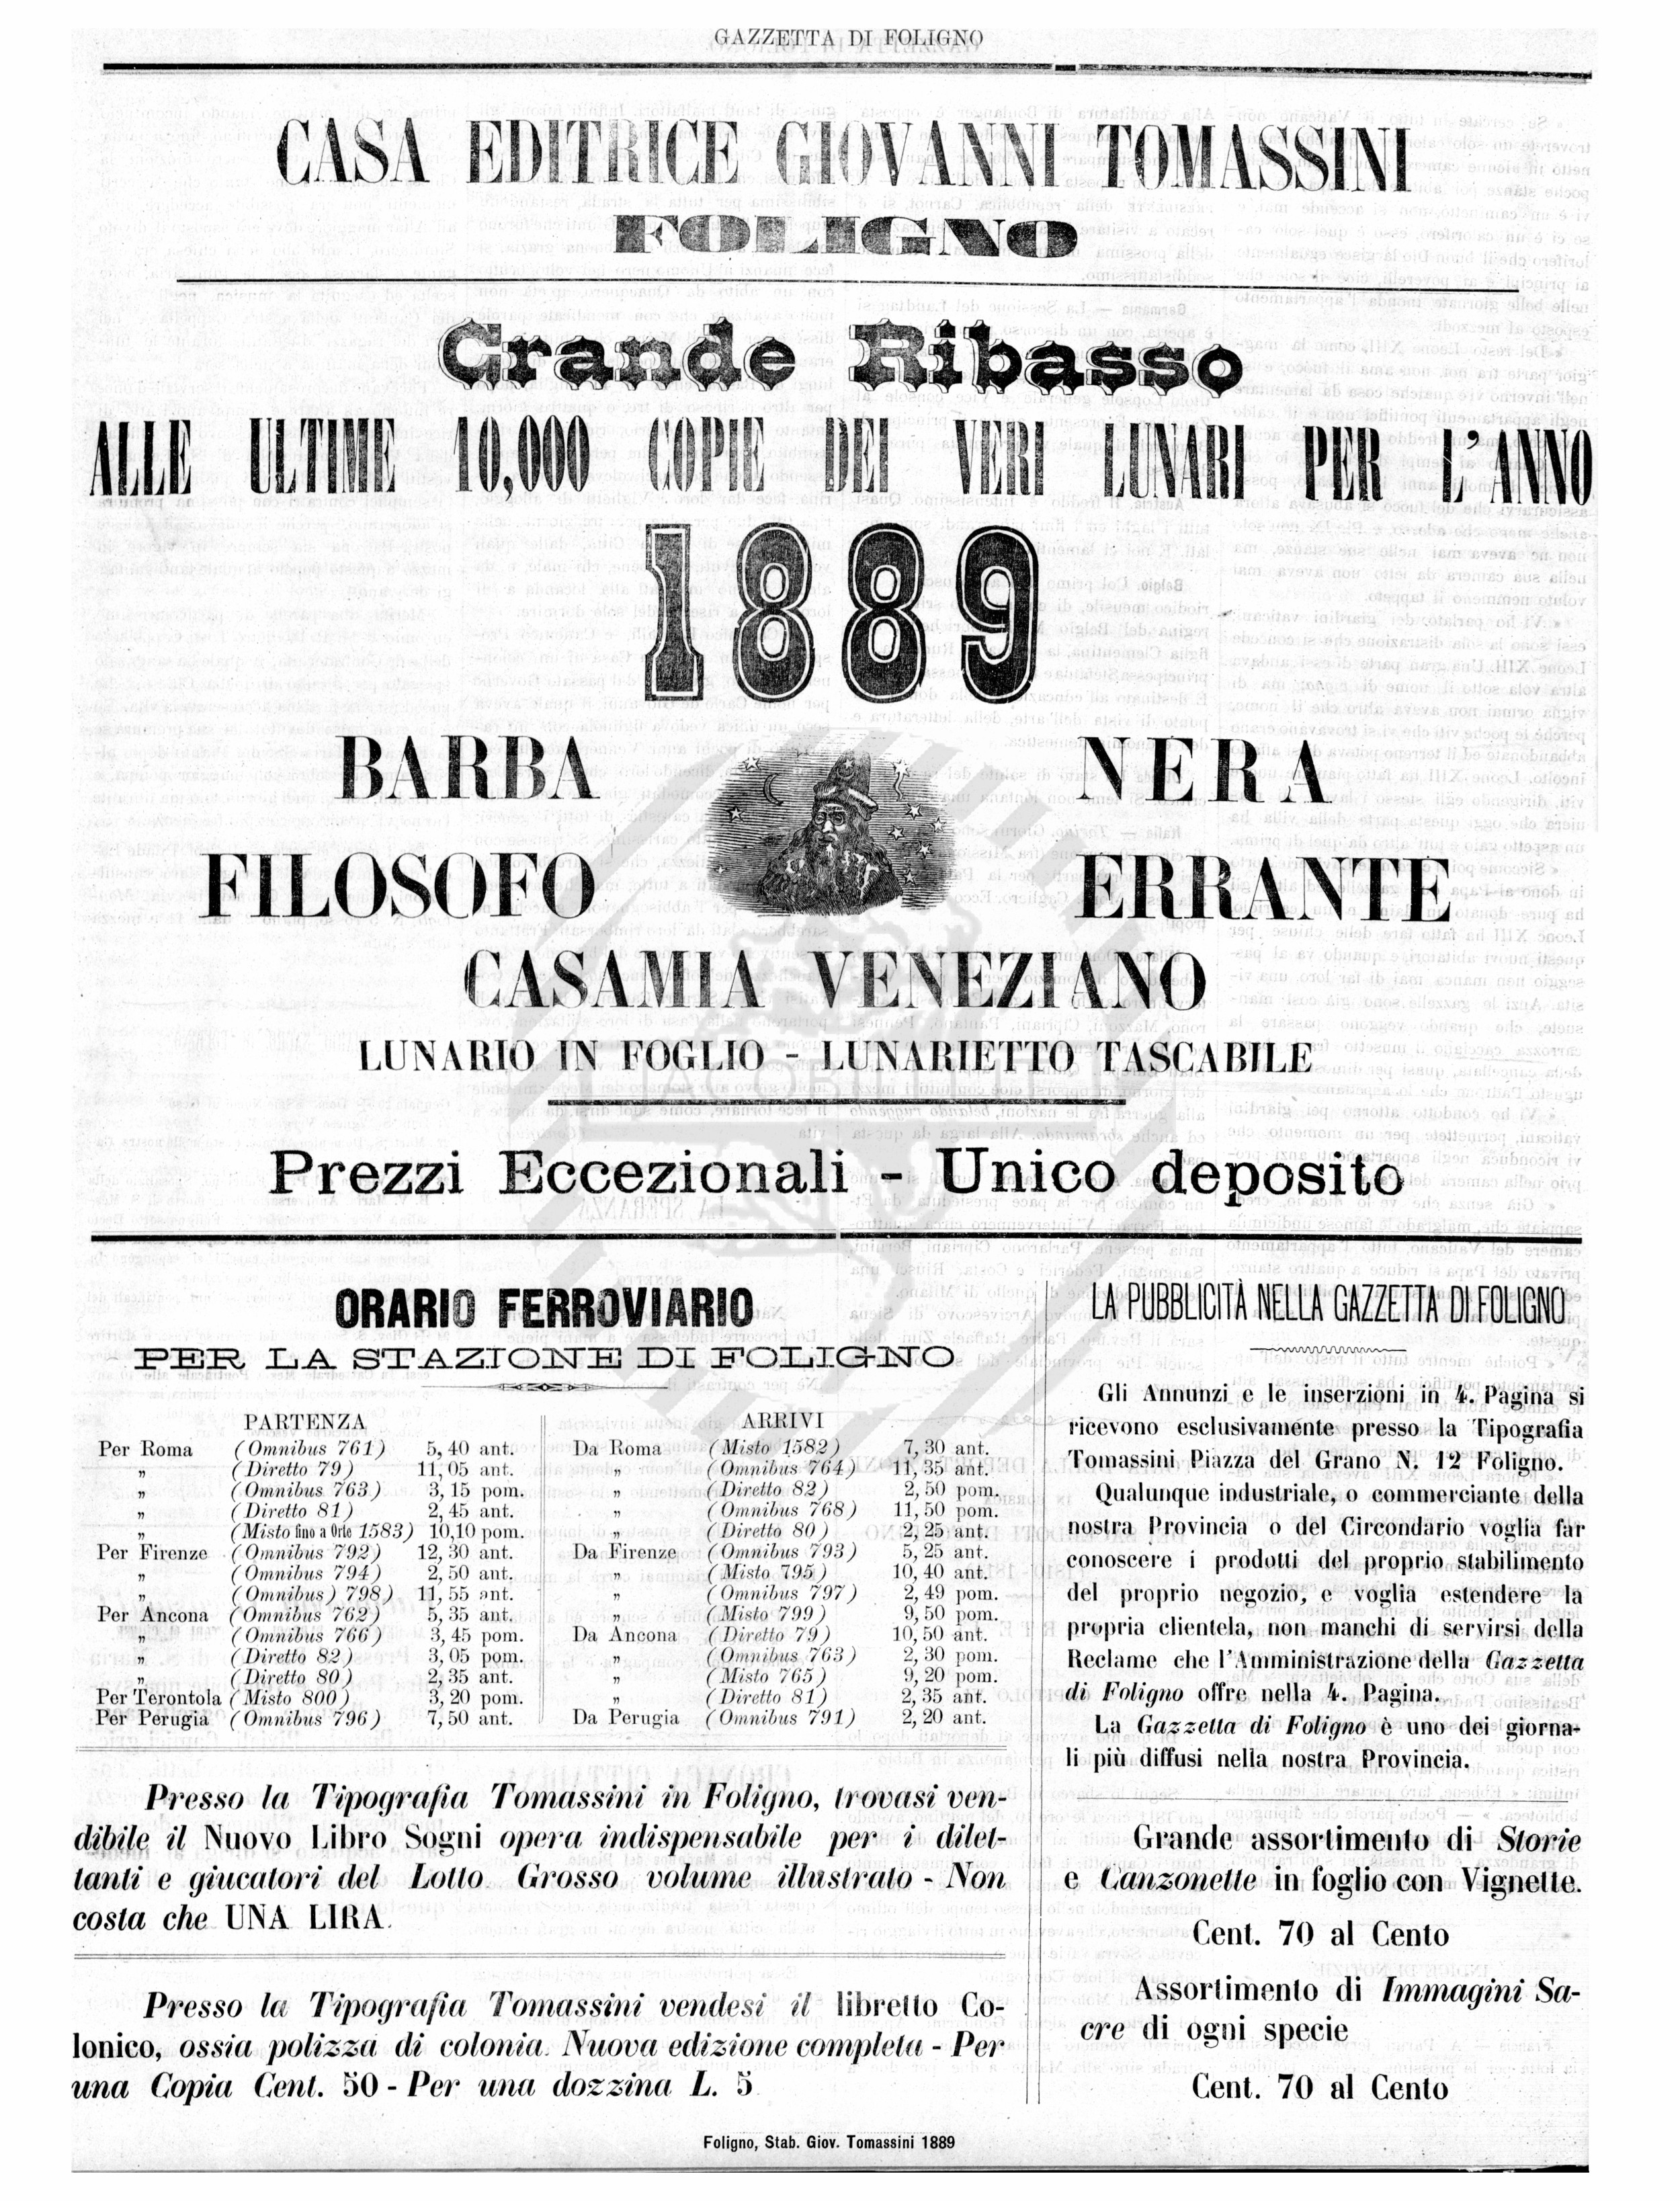 GAZZETTA DI FOLIGNO
CASA EDITRICE GIOVANNI TOMASSINI
FOLIGNO
Grande Ribasso
ALLE ULTIME 10,000 COPIE DEI VERI LUNARI PER L'ANNO
1889
BARBA NERA
FILOSOFO ERRANTE
CASAMIA VENEZIANO
LUNARIO IN FOGLIO - LUNARIETTO TASCABILE
Prezzi Eccezionali - Unico deposito
ORARIO FERROVIARIO
PER LA STAZIONE DI FOLIGNO
PARTENZA
Per Roma (Omnibus 761) 5, 40 ant.
„ (Diretto 79) 11, 05 ant.
„ (Omnibus 763) 3, 15 pom.
„ (Diretto 81) 2, 45 ant.
„ (Misto fino a Orte 1583) 10,10 pom.
Per Firenze (Omnibus 792) 12, 30 ant.
„ (Omnibus 794) 2, 50 ant.
„ (Omnibus) 798) 11, 55 ant.
Per Ancona (Omnibus 762) 5, 35 ant.
„ (Omnibus 766) 3, 45 pom.
„ (Diretto 82) 3, 05 pom.
„ (Diretto 80) 2, 35 ant.
Per Terontola (Misto 800) 3, 20 pom.
Per Perugia (Omnibus 796) 7, 50 ant.
ARRIVI
Da Roma (Misto 1582) 7, 30 ant.
„ (Omnibus 764) 11, 35 ant.
„ (Diretto 82) 2, 50 pom.
„ (Omnibus 768) 11, 50 pom.
„ (Diretto 80) 2, 25 ant.
Da Firenze (Omnibus 793) 5, 25 ant.
„ (Misto 795) 10, 40 ant.
„ (Omnibus 797) 2, 49 pom.
„ (Misto 799) 9, 50 pom.
Da Ancona (Diretto 79) 10, 50 ant.
„ (Omnibus 763) 2, 30 pom.
„ (Misto 765) 9, 20 pom.
„ (Diretto 81) 2, 35 ant.
Da Perugia (Omnibus 791) 2, 20 ant.
Presso la Tipografia Tomassini in Foligno, trovasi ven-
dibile il Nuovo Libro Sogni opera indispensabile per i dilet-
tanti e giucatori del Lotto. Grosso volume illustrato - Non
costa che UNA LIRA.
Presso la Tipografia Tomassini vendesi il libretto Co-
lonico, ossia polizza di colonia. Nuova edizione completa - Per
una Copia Cent. 50 - Per una dozzina L. 5
LA PUBBLICITÀ NELLA GAZZETTA DI FOLIGNO
Gli Annunzi e le inserzioni in 4. Pagina si
ricevono esclusivamente presso la Tipografia
Tomassini Piazza del Grano N. 12 Foligno.
Qualunque industriale, o commerciante della
nostra Provincia o del Circondario voglia far
conoscere i prodotti del proprio stabilimento
del proprio negozio, e voglia estendere la
propria clientela, non manchi di servirsi della
Reclame che l'Amministrazione della Gazzetta
di Foligno offre nella 4. Pagina.
La Gazzetta di Foligno è uno dei giorna-
li più diffusi nella nostra Provincia.
Grande assortimento di Storie
e Canzonette in foglio con Vignette.
Cent. 70 al Cento
Assortimento di Immagini Sa-
cre di ogni specie
Cent. 70 al Cento
Foligno, Stab. Giov. Tomassini 1889